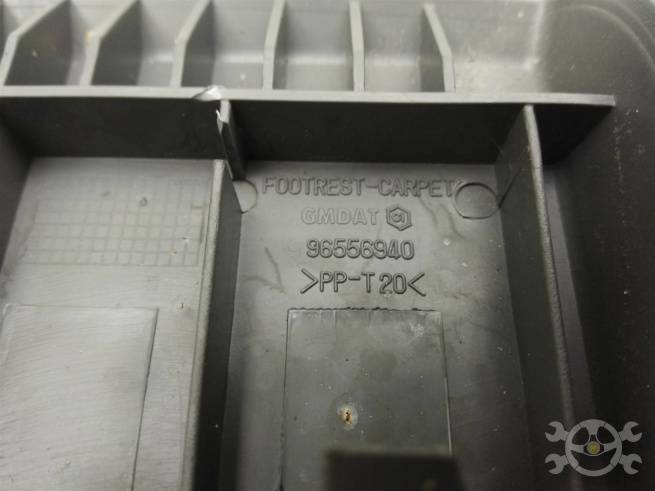 FOOTREST-CARPET
GMDAT
96556940
>PP-T20<